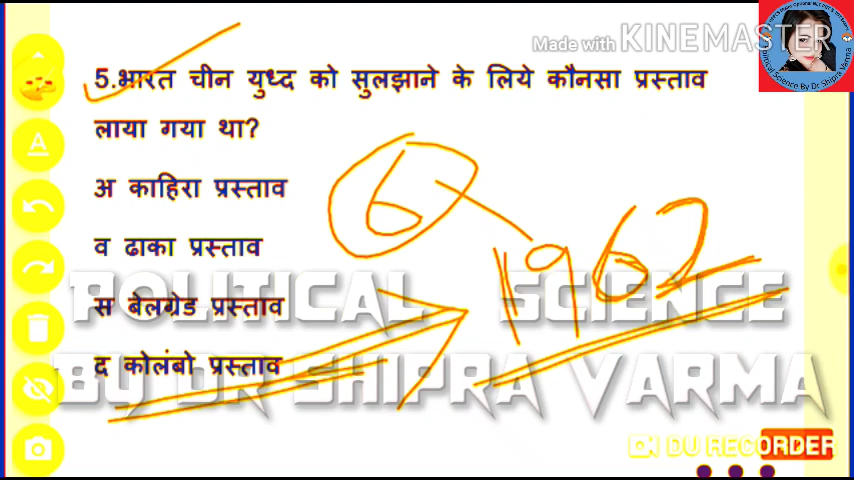 Made with KINEMASTER
5.भारत चीन युध्द को सुलझाने के लिये कौनसा प्रस्ताव
लाया गया था?
अ काहिरा प्रस्ताव
6
व ढाका प्रस्ताव
1962
स बेलग्रेड प्रस्ताव
द कोलंबो प्रस्ताव
POLITICAL SCIENCE
BY DR SHIPRA VARMA
DU RECORDER